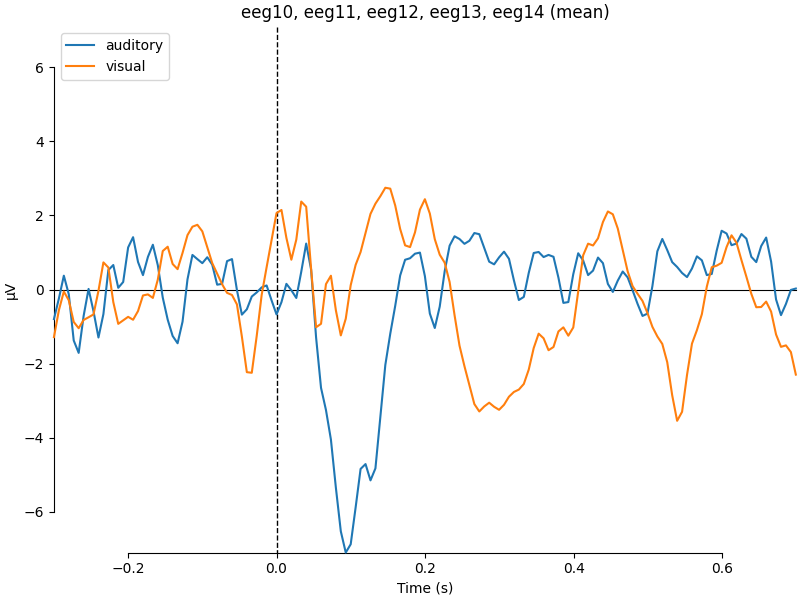 eeg10, eeg11, eeg12, eeg13, eeg14 (mean)
auditory
visual
6
4
2
0
−2
−4
−6
µV
−0.2
0.0
0.2
0.4
0.6
Time (s)